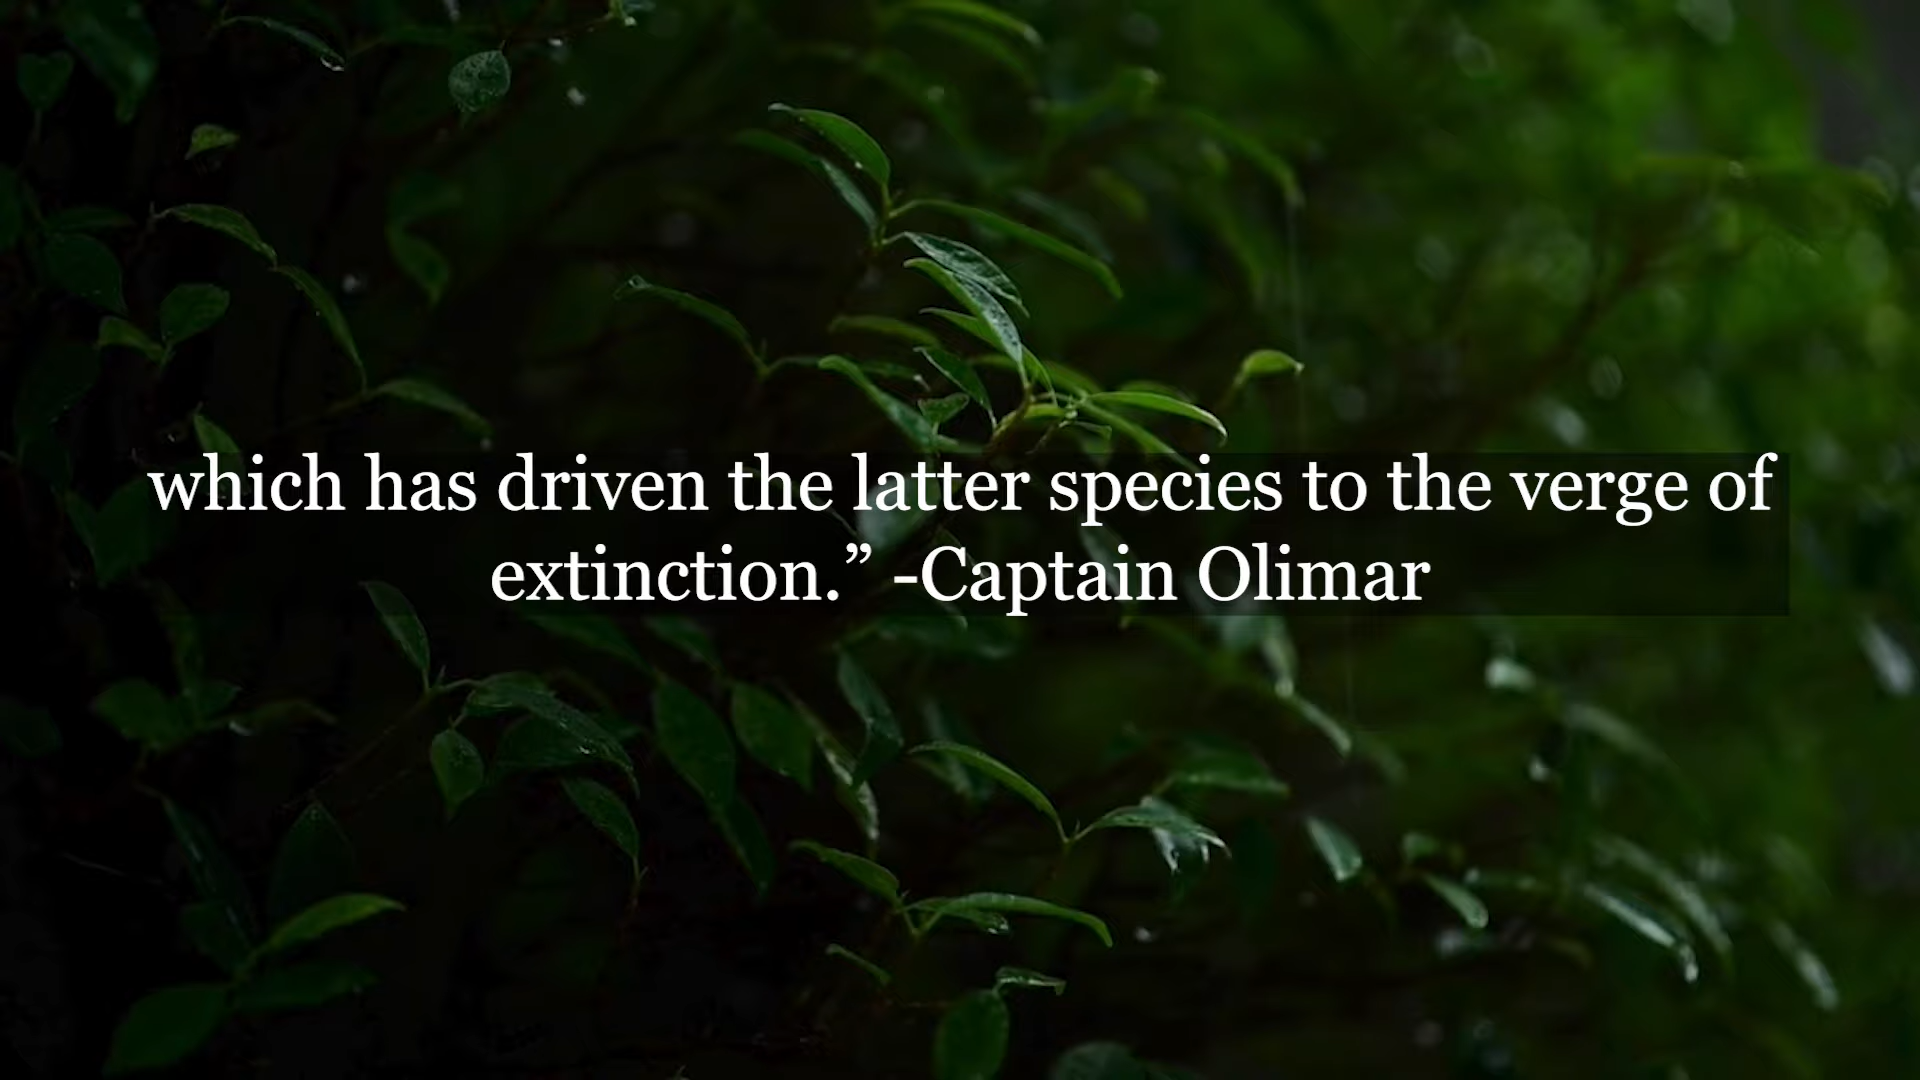 which has driven the latter species to the verge of
extinction.” -Captain Olimar